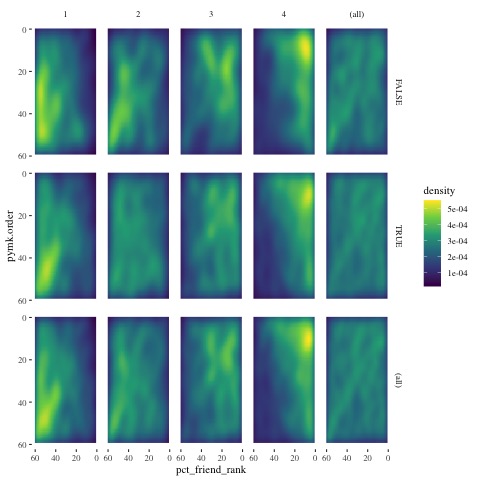 1 2 3 4 (all)
0
20
40
60
FALSE
0
20
40
60
TRUE
0
20
40
60
(all)
pymk.order
60 40 20 0 60 40 20 0 60 40 20 0 60 40 20 0 60 40 20 0
pct_friend_rank
density
5e-04
4e-04
3e-04
2e-04
1e-04